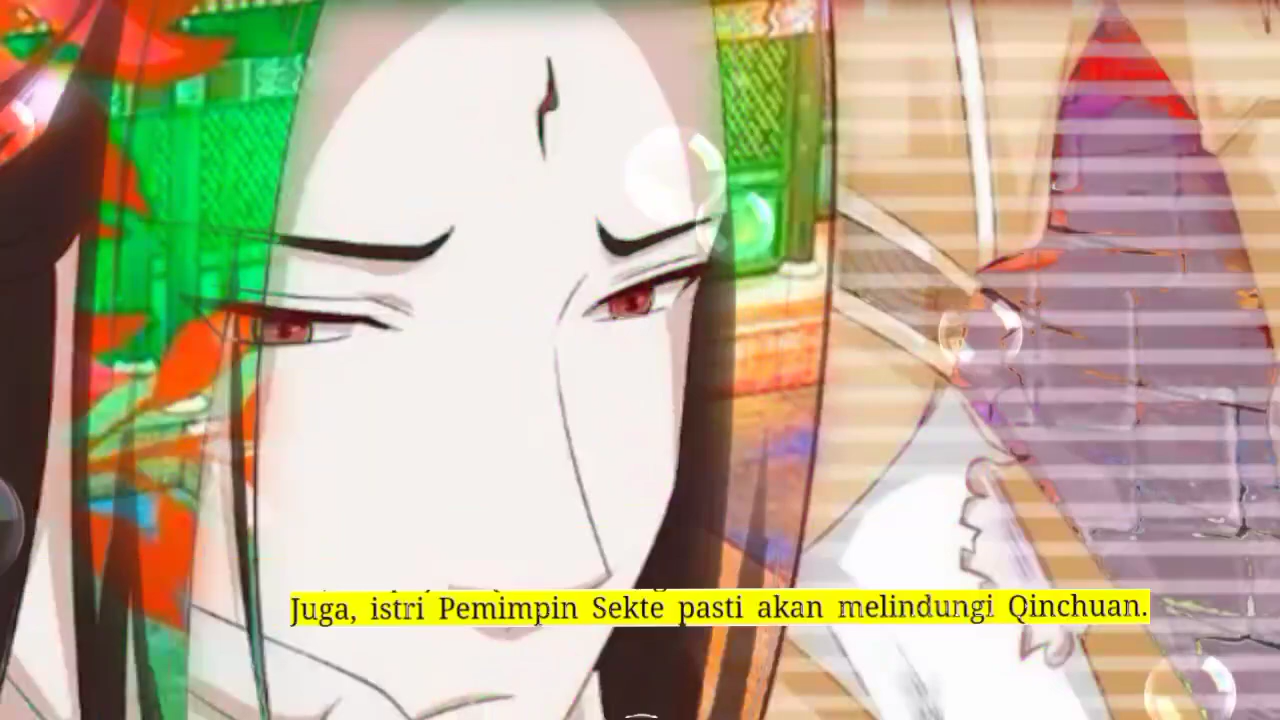 Juga, istri Pemimpin Sekte pasti akan melindungi Qinchuan.